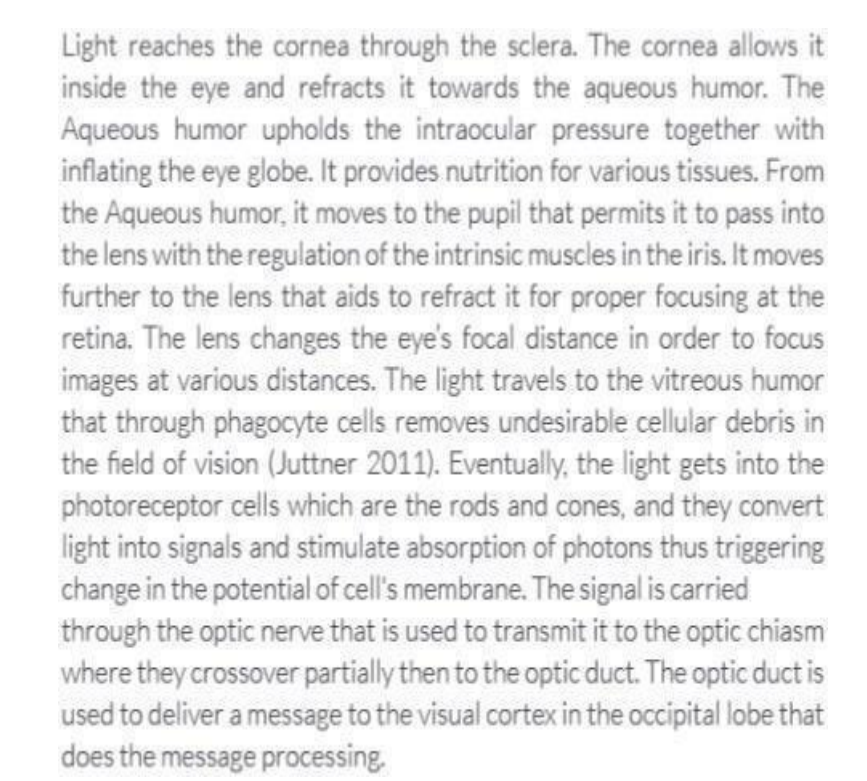 Light reaches the cornea through the sclera. The cornea allows it
inside the eye and refracts it towards the aqueous humor. The
Aqueous humor upholds the intraocular pressure together with
inflating the eye globe. It provides nutrition for various tissues. From
the Aqueous humor, it moves to the pupil that permits it to pass into
the lens with the regulation of the intrinsic muscles in the iris. It moves
further to the lens that aids to refract it for proper focusing at the
retina. The lens changes the eye's focal distance in order to focus
images at various distances. The light travels to the vitreous humor
that through phagocyte cells removes undesirable cellular debris in
the field of vision (Juttner 2011). Eventually, the light gets into the
photoreceptor cells which are the rods and cones, and they convert
light into signals and stimulate absorption of photons thus triggering
change in the potential of cell's membrane. The signal is carried
through the optic nerve that is used to transmit it to the optic chiasm
where they crossover partially then to the optic duct. The optic duct is
used to deliver a message to the visual cortex in the occipital lobe that
does the message processing.